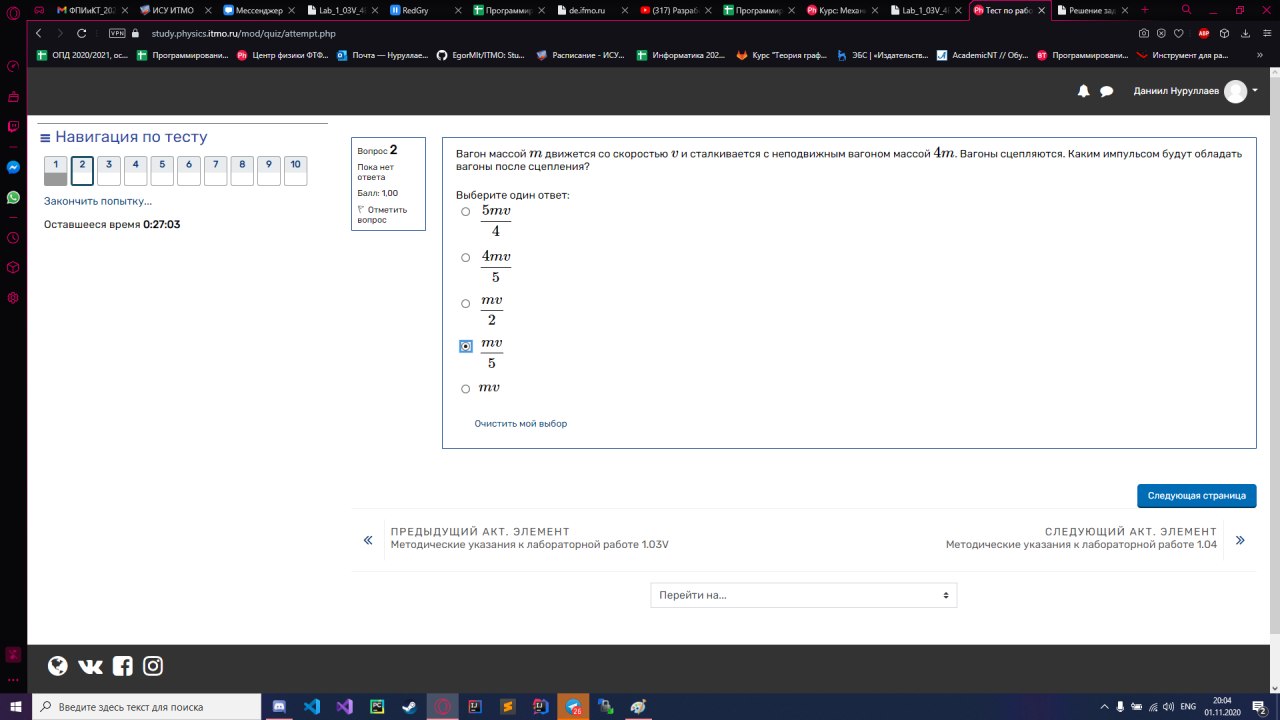 ФПИиКТ_202
ИСУ ИТМО
Мессенджер
Lab_1_03V_4
RedGry
Программир
de.ifmo.ru
(317) Разраб
Программир
Курс: Механ
Lab_1_03V_4
Тест по рабо
Решение зад
VPN
study.physics.itmo.ru/mod/quiz/attempt.php
ABP
ОПД 2020/2021, ос...
Программировани...
Центр физики ФТФ...
Почта — Нуруллае...
EgorMIt/ITMO: Stu...
Расписание - ИСУ...
Информатика 202...
Курс "Теория граф...
ЭБС | «Издательств...
AcademicNT // Обу...
Программировани...
Инструмент для ра...
Даниил Нуруллаев
Навигация по тесту
1 2 3 4 5 6 7 8 9 10
Закончить попытку...
Оставшееся время 0:27:03
Вопрос 2
Пока нет
ответа
Балл: 1,00
Отметить
вопрос
Вагон массой m движется со скоростью v и сталкивается с неподвижным вагоном массой 4m. Вагоны сцепляются. Каким импульсом будут обладать
вагоны после сцепления?
Выберите один ответ:
5mv
4
4mv
5
mv
2
mv
5
mv
Очистить мой выбор
Следующая страница
ПРЕДЫДУЩИЙ АКТ. ЭЛЕМЕНТ
Методические указания к лабораторной работе 1.03V
СЛЕДУЮЩИЙ АКТ. ЭЛЕМЕНТ
Методические указания к лабораторной работе 1.04
Перейти на...
Введите здесь текст для поиска
26
ENG
20:04
01.11.2020
2